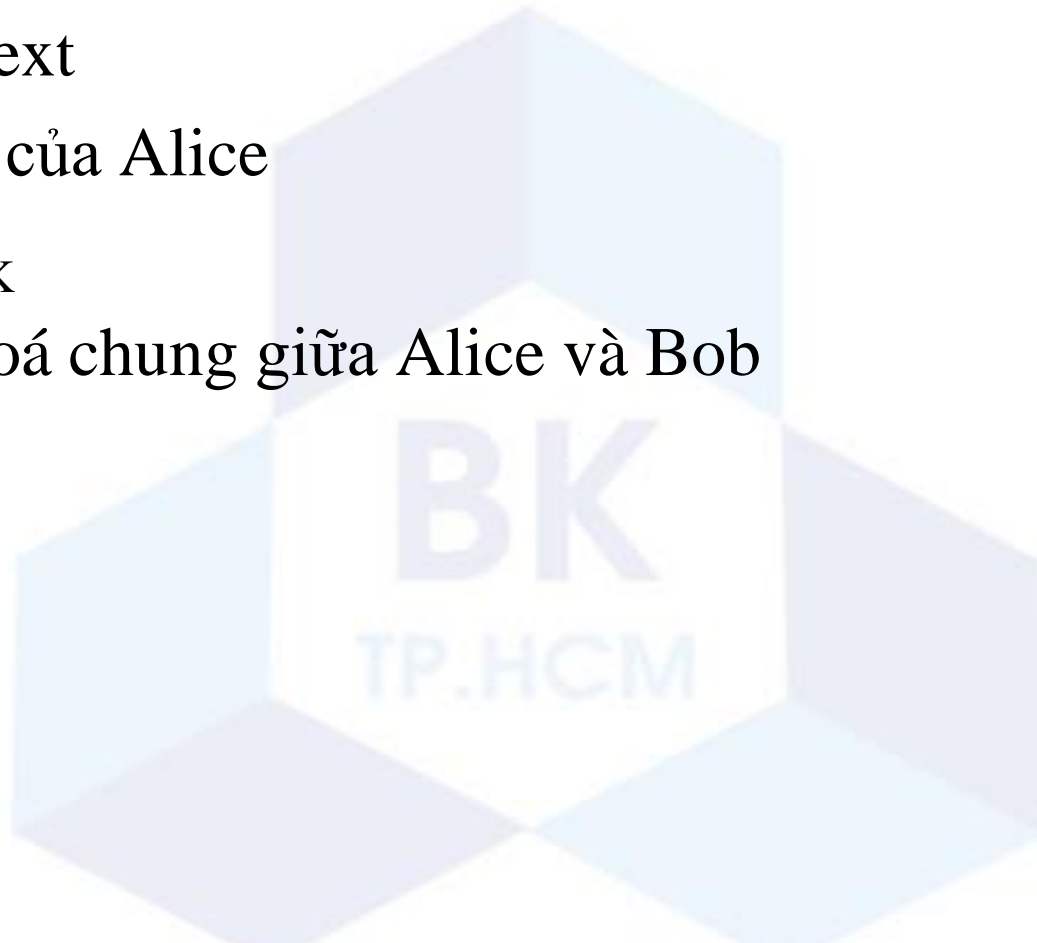 ext
của Alice
k
oá chung giữa Alice và Bob
BK
TP.HCM